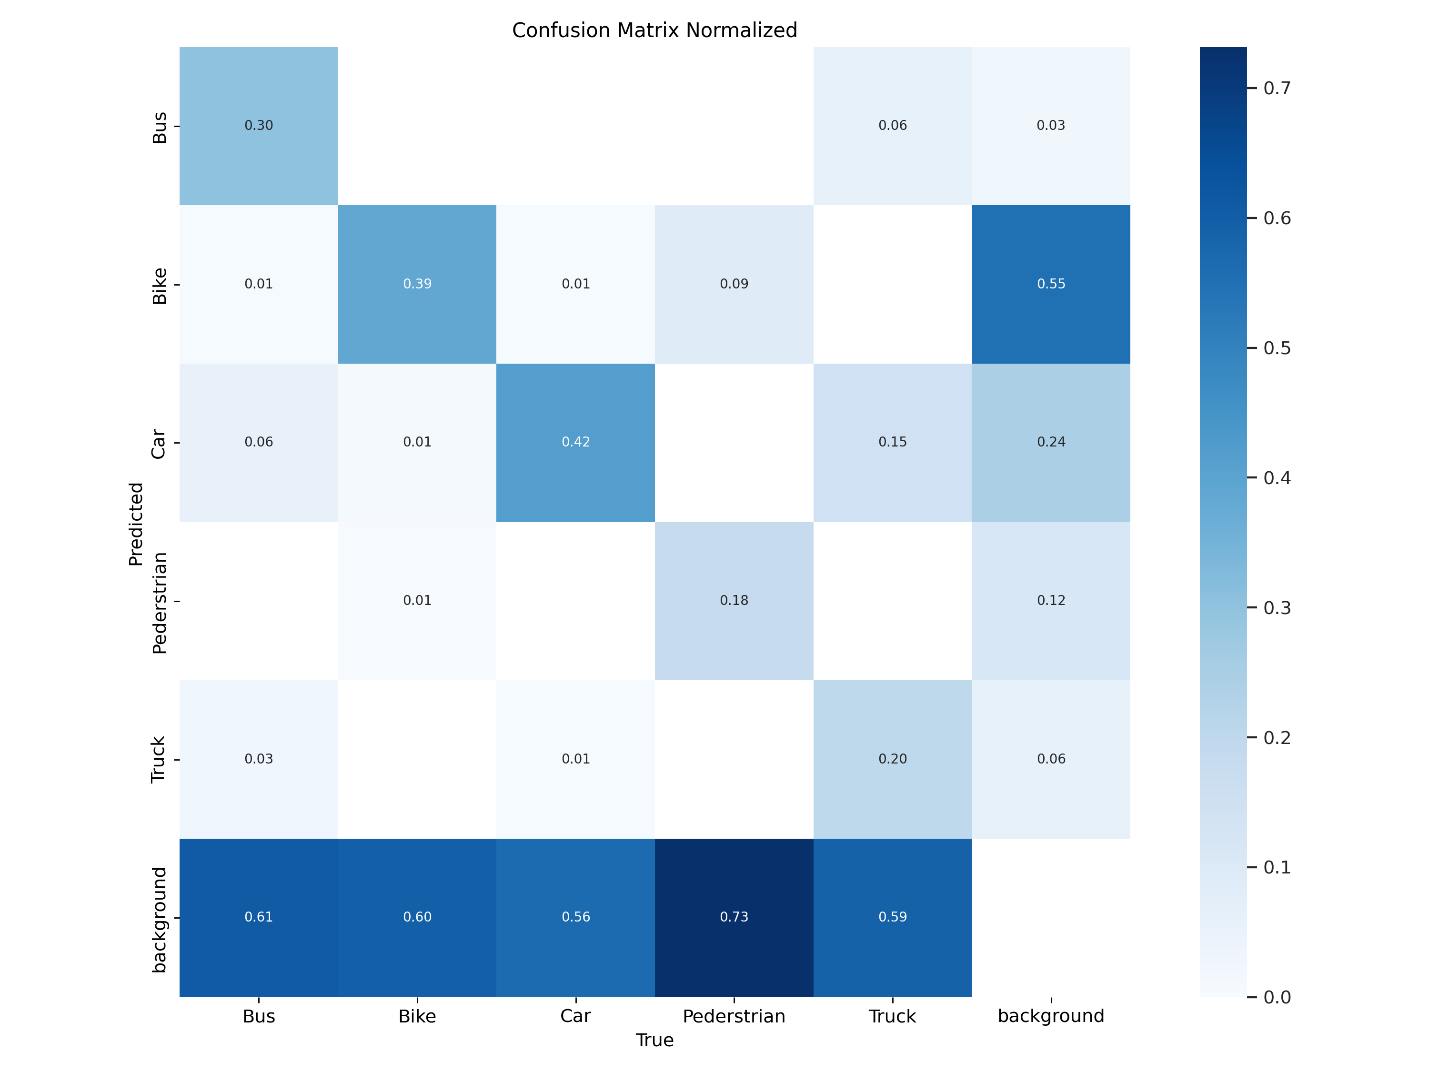 Confusion Matrix Normalized
Bus 0.30 0.06 0.03
Bike 0.01 0.39 0.01 0.09 0.55
Car 0.06 0.01 0.42 0.15 0.24
Pederstrian 0.01 0.18 0.12
Truck 0.03 0.01 0.20 0.06
background 0.61 0.60 0.56 0.73 0.59
Predicted
Bus Bike Car Pederstrian Truck background
True
0.7
0.6
0.5
0.4
0.3
0.2
0.1
0.0